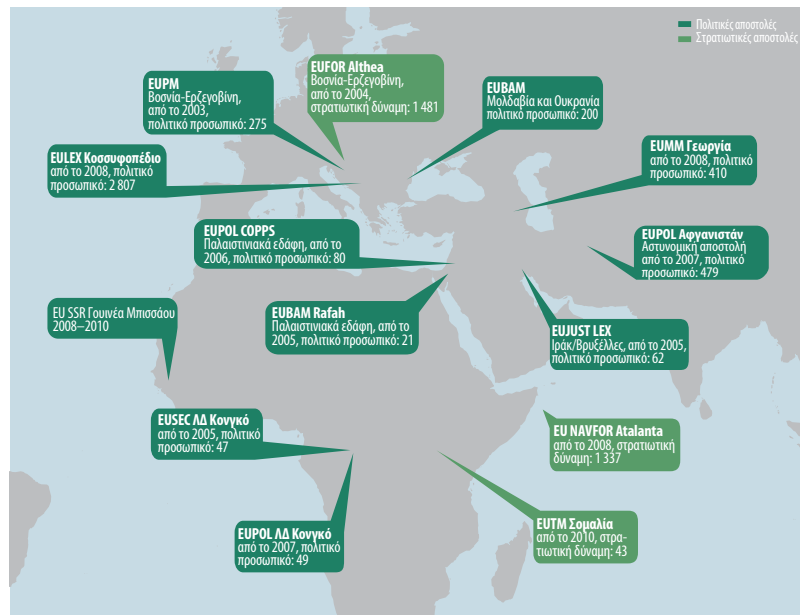 Πολιτικές αποστολές
Στρατιωτικές αποστολές
EUFOR Althea
Βοσνία-Ερζεγοβίνη,
από το 2004,
στρατιωτική δύναμη: 1 481
EUPM
Βοσνία-Ερζεγοβίνη,
από το 2003,
πολιτικό προσωπικό: 275
EUBAM
Μολδαβία και Ουκρανία
πολιτικό προσωπικό: 200
EULEX Κοσσυφοπέδιο
από το 2008, πολιτικό
προσωπικό: 2 807
EUMM Γεωργία
από το 2008, πολιτικό
προσωπικό: 410
EUPOL COPPS
Παλαιστινιακά εδάφη, από το
2006, πολιτικό προσωπικό: 80
EUPOL Αφγανιστάν
Αστυνομική αποστολή
από το 2007, πολιτικό
προσωπικό: 479
EU SSR Γουινέα Μπισσάου
2008–2010
EUBAM Rafah
Παλαιστινιακά εδάφη, από το
2005, πολιτικό προσωπικό: 21
EUJUST LEX
Ιράκ/Βρυξέλλες, από το 2005,
πολιτικό προσωπικό: 62
EUSEC ΛΔ Κονγκό
από το 2005, πολιτικό
προσωπικό: 47
EU NAVFOR Atalanta
από το 2008, στρατιωτική
δύναμη: 1 337
EUPOL ΛΔ Κονγκό
από το 2007, πολιτικό
προσωπικό: 49
EUTM Σομαλία
από το 2010, στρα-
τιωτική δύναμη: 43